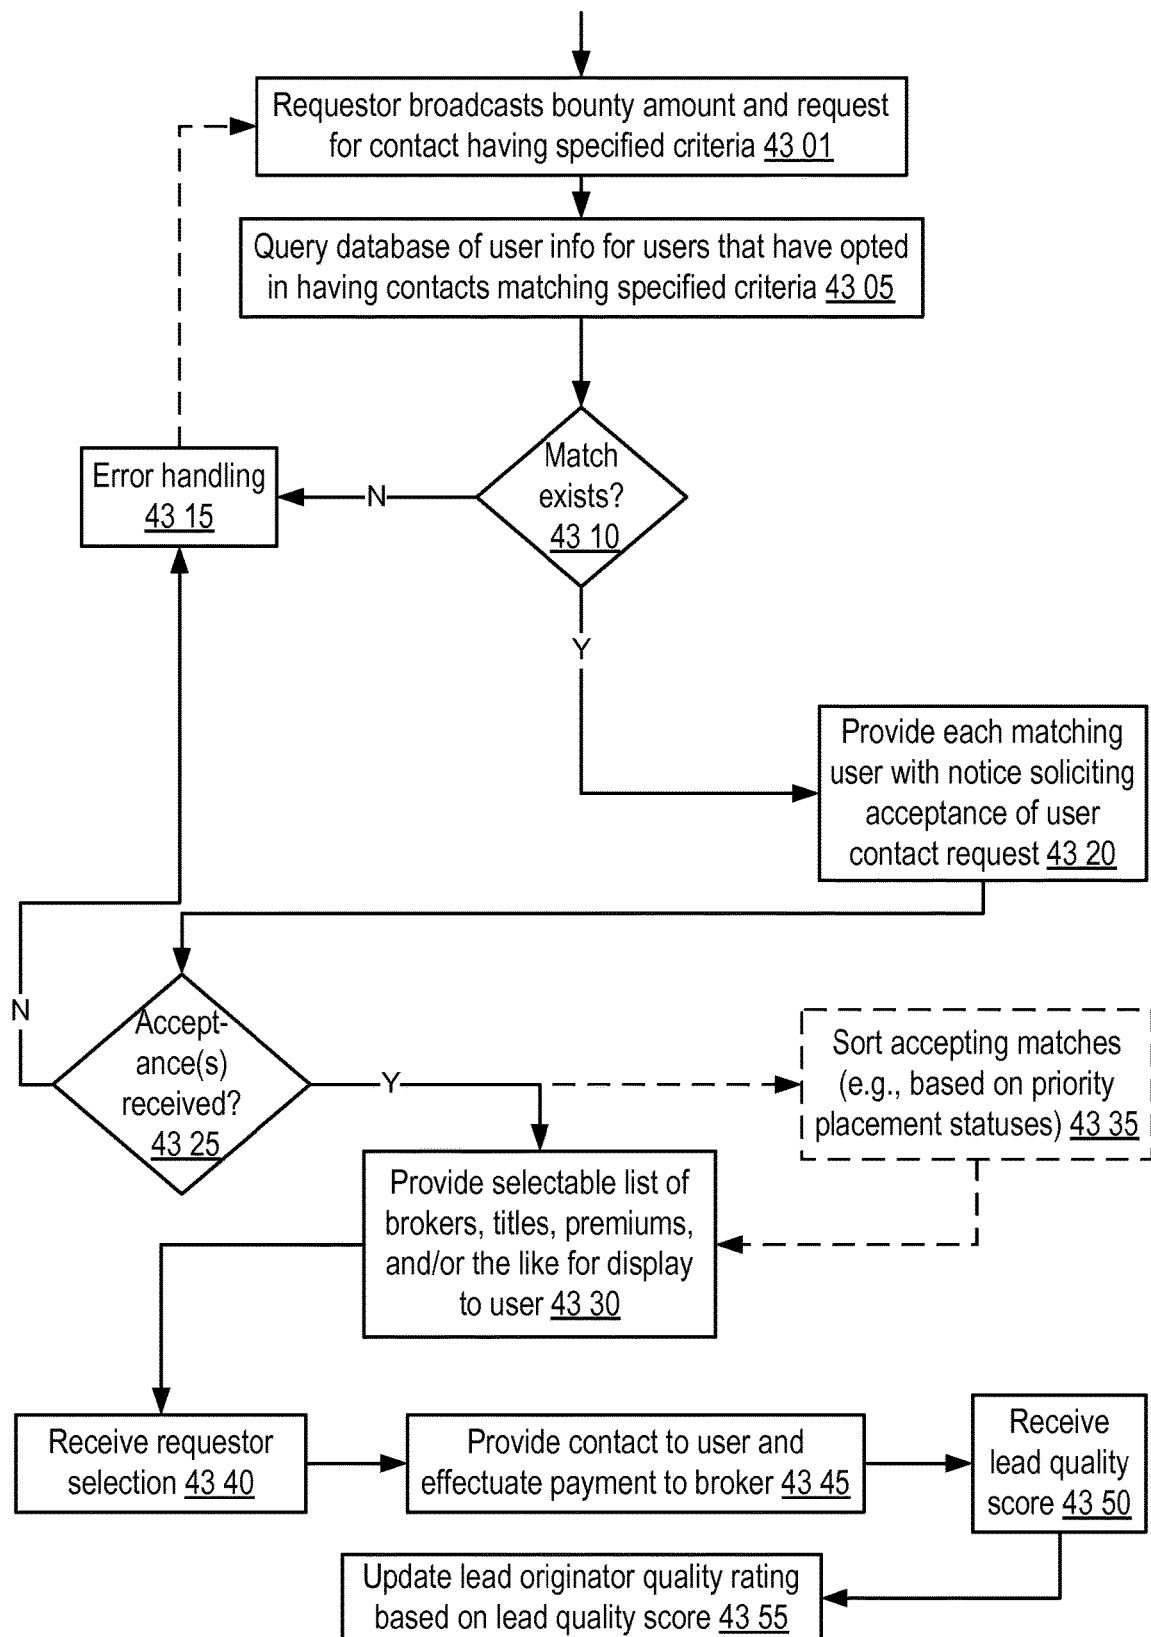 Requestor broadcasts bounty amount and request
for contact having specified criteria 43 01
Query database of user info for users that have opted
in having contacts matching specified criteria 43 05
Match
exists?
43 10
N
Error handling
43 15
Y
Provide each matching
user with notice soliciting
acceptance of user
contact request 43 20
N
Accept-
ance(s)
received?
43 25
Y
Sort accepting matches
(e.g., based on priority
placement statuses) 43 35
Provide selectable list of
brokers, titles, premiums,
and/or the like for display
to user 43 30
Receive requestor
selection 43 40
Provide contact to user and
effectuate payment to broker 43 45
Receive
lead quality
score 43 50
Update lead originator quality rating
based on lead quality score 43 55